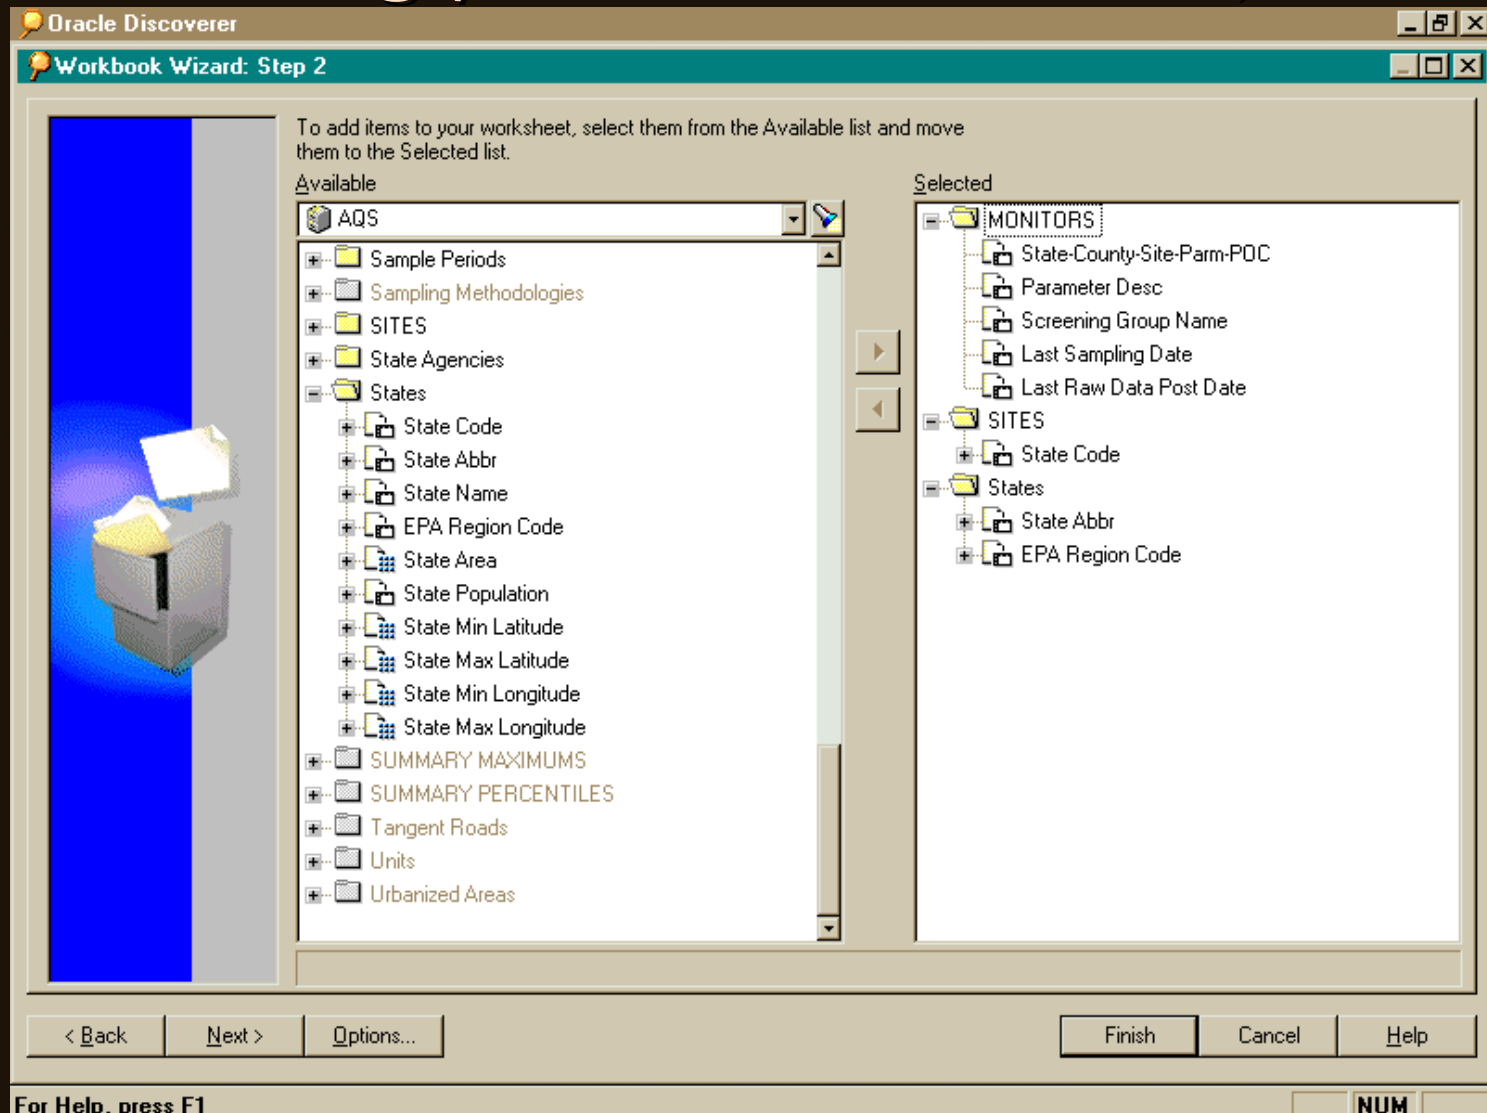 Oracle Discoverer
Workbook Wizard: Step 2
To add items to your worksheet, select them from the Available list and move
them to the Selected list.
Available
AQS
Sample Periods
Sampling Methodologies
SITES
State Agencies
States
State Code
State Abbr
State Name
EPA Region Code
State Area
State Population
State Min Latitude
State Max Latitude
State Min Longitude
State Max Longitude
SUMMARY MAXIMUMS
SUMMARY PERCENTILES
Tangent Roads
Units
Urbanized Areas
Selected
MONITORS
State-County-Site-Parm-POC
Parameter Desc
Screening Group Name
Last Sampling Date
Last Raw Data Post Date
SITES
State Code
States
State Abbr
EPA Region Code
< Back
Next >
Options...
Finish
Cancel
Help
For Help, press F1
NUM